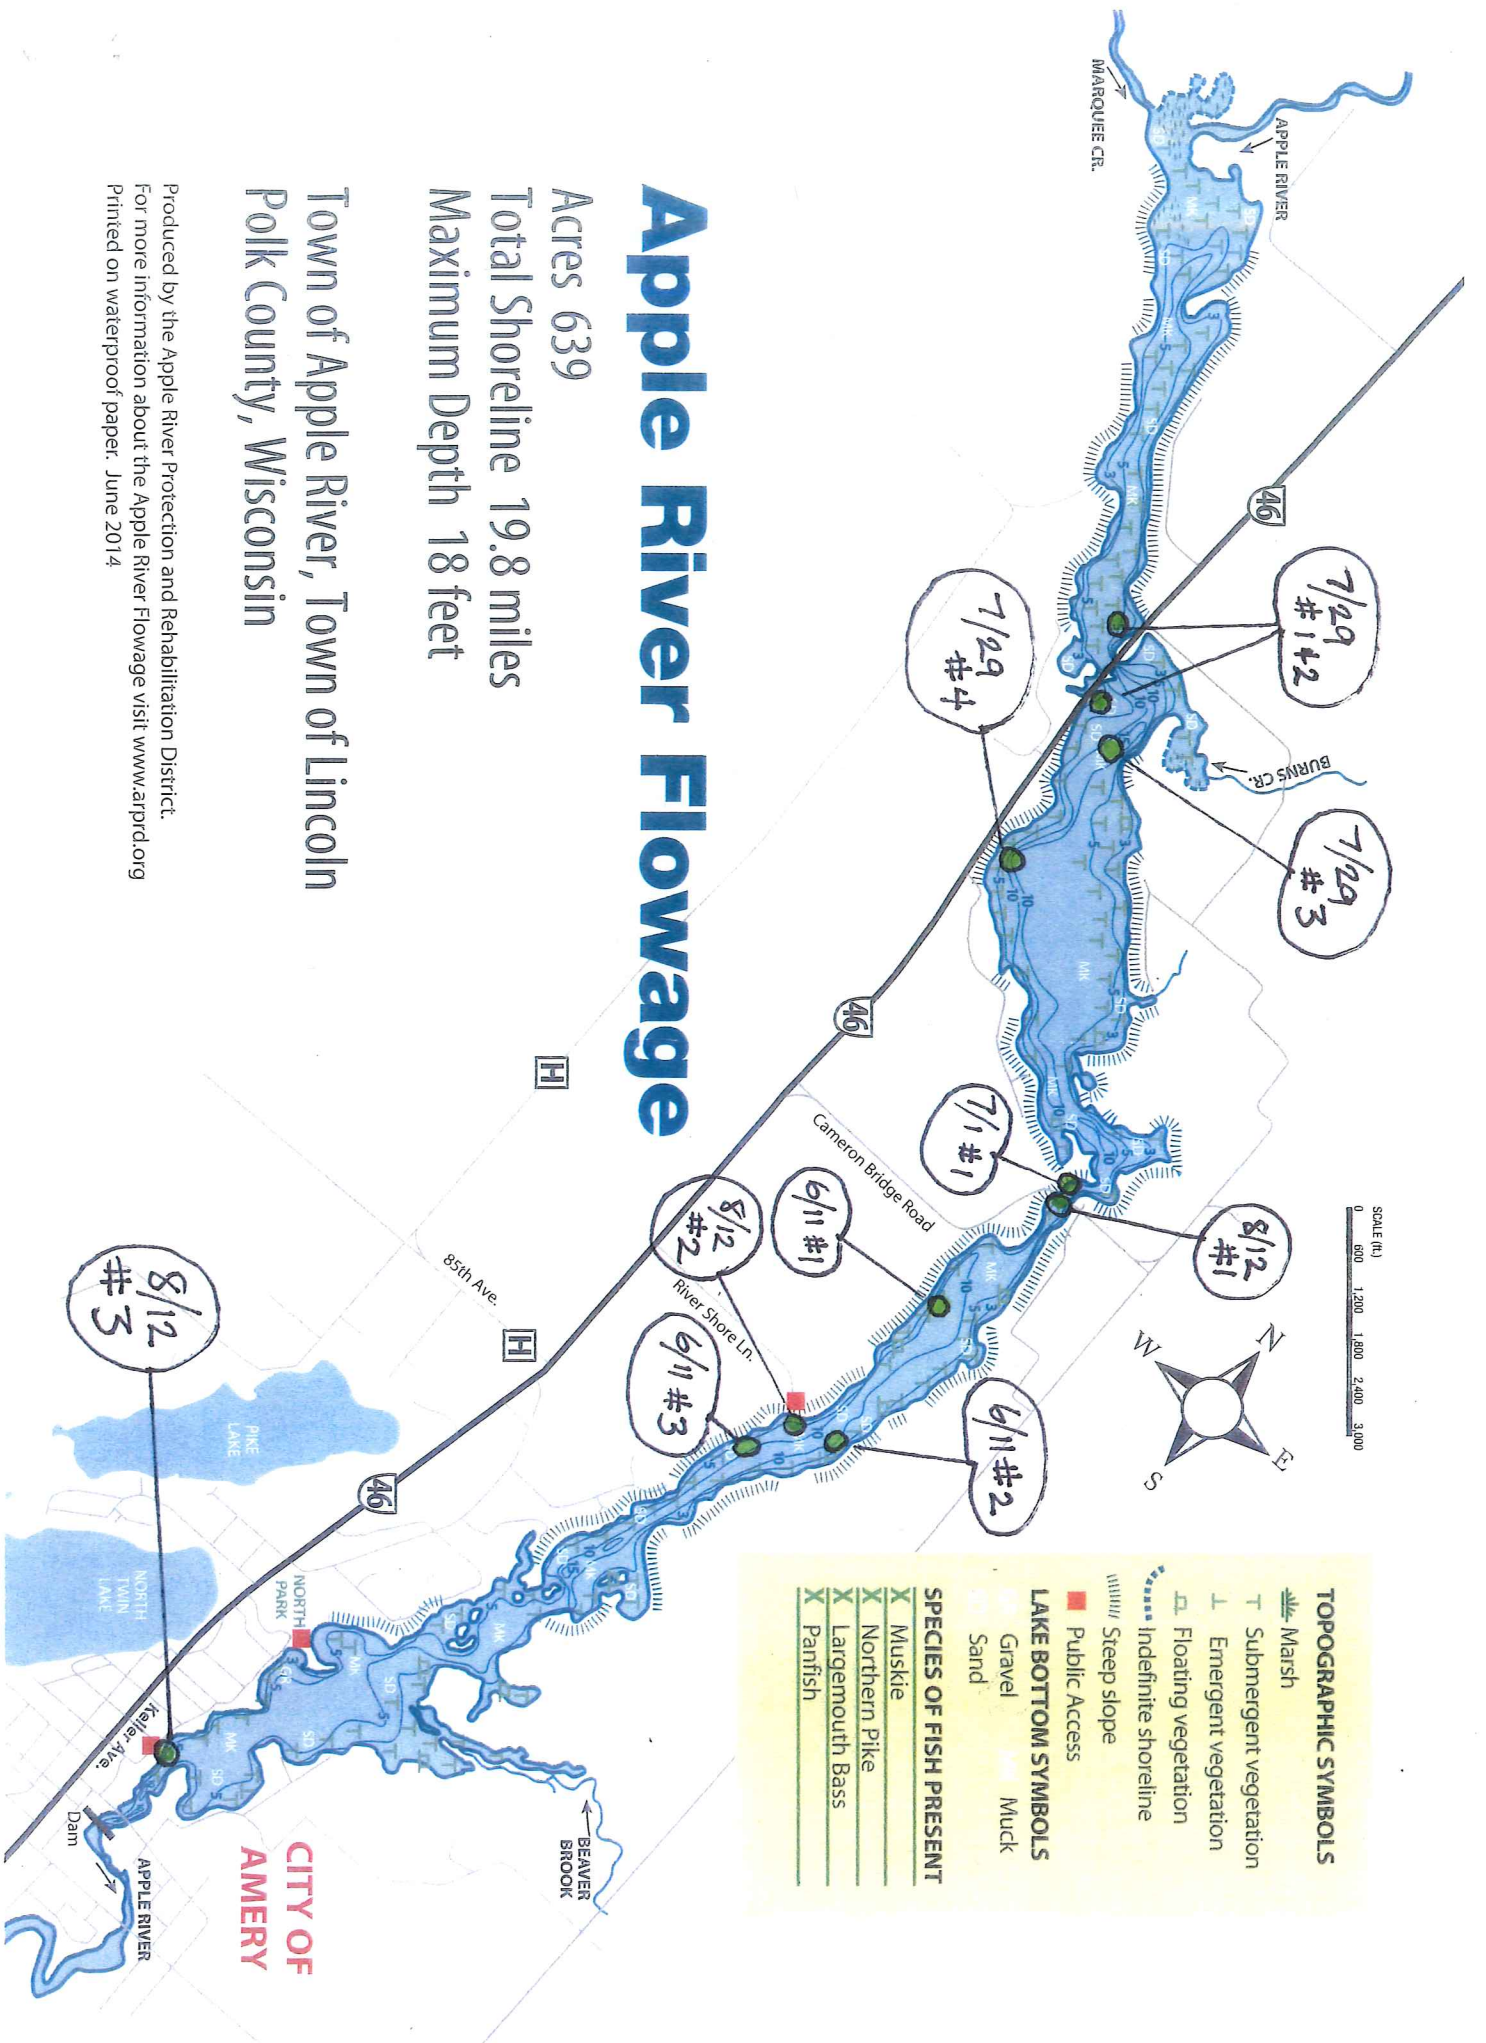 Apple River Flowage
Acres 639
Total Shoreline 19.8 miles
Maximum Depth 18 feet
Town of Apple River, Town of Lincoln
Polk County, Wisconsin
Produced by the Apple River Protection and Rehabilitation District.
For more information about the Apple River Flowage visit www.arprd.org
Printed on waterproof paper. June 2014
MARQUEE CR.
APPLE RIVER
46
7/29
#1+2
7/29
#4
BURNS CR.
7/29
#3
46
H
Cameron Bridge Road
7/1 #1
8/12
#1
6/11 #1
8/12
#2
River Shore Ln.
6/11 #3
6/11 #2
85th Ave.
H
8/12
#3
PIKE
LAKE
46
NORTH
TWIN
LAKE
NORTH
PARK
Keller Ave.
Dam
APPLE RIVER
CITY OF
AMERY
BEAVER
BROOK
SCALE (ft.)
0 600 1,200 1,800 2,400 3,000
N
E
S
W
TOPOGRAPHIC SYMBOLS
Marsh
Submergent vegetation
Emergent vegetation
Floating vegetation
Indefinite shoreline
Steep slope
Public Access
LAKE BOTTOM SYMBOLS
Gravel Muck
Sand
SPECIES OF FISH PRESENT
X Muskie
X Northern Pike
X Largemouth Bass
X Panfish